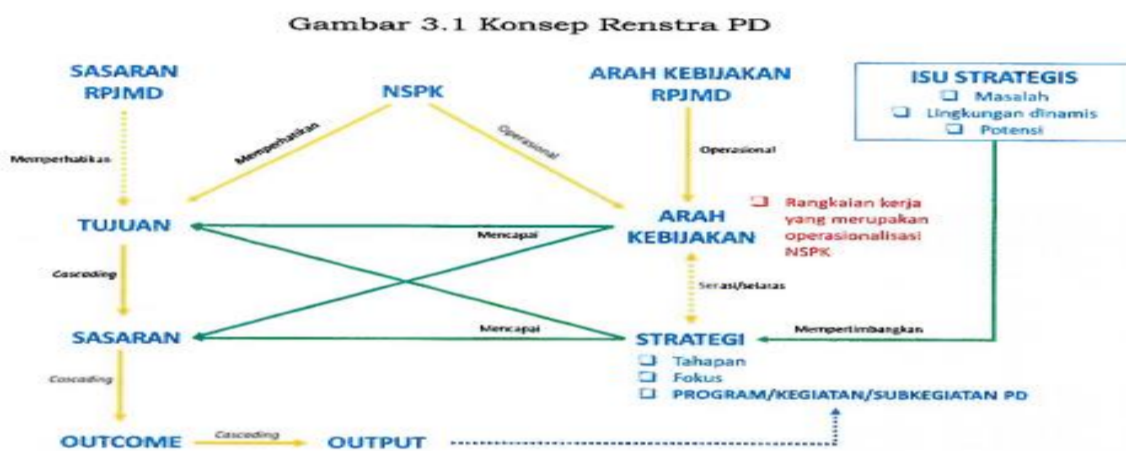 Gambar 3.1 Konsep Renstra PD
SASARAN
RPJMD
NSPK
ARAH KEBIJAKAN
RPJMD
ISU STRATEGIS
❑ Masalah
❑ Lingkungan dinamis
❑ Potensi
Memperhatikan
Memperhatikan
Operasional
Operasional
TUJUAN
Mencapai
ARAH
KEBIJAKAN
❑ Rangkaian kerja
yang merupakan
operasionalisasi
NSPK
Cascading
Serasi/selaras
SASARAN
Mencapai
STRATEGI
Mempertimbangkan
❑ Tahapan
❑ Fokus
❑ PROGRAM/KEGIATAN/SUBKEGIATAN PD
Cascading
OUTCOME
Cascading
OUTPUT